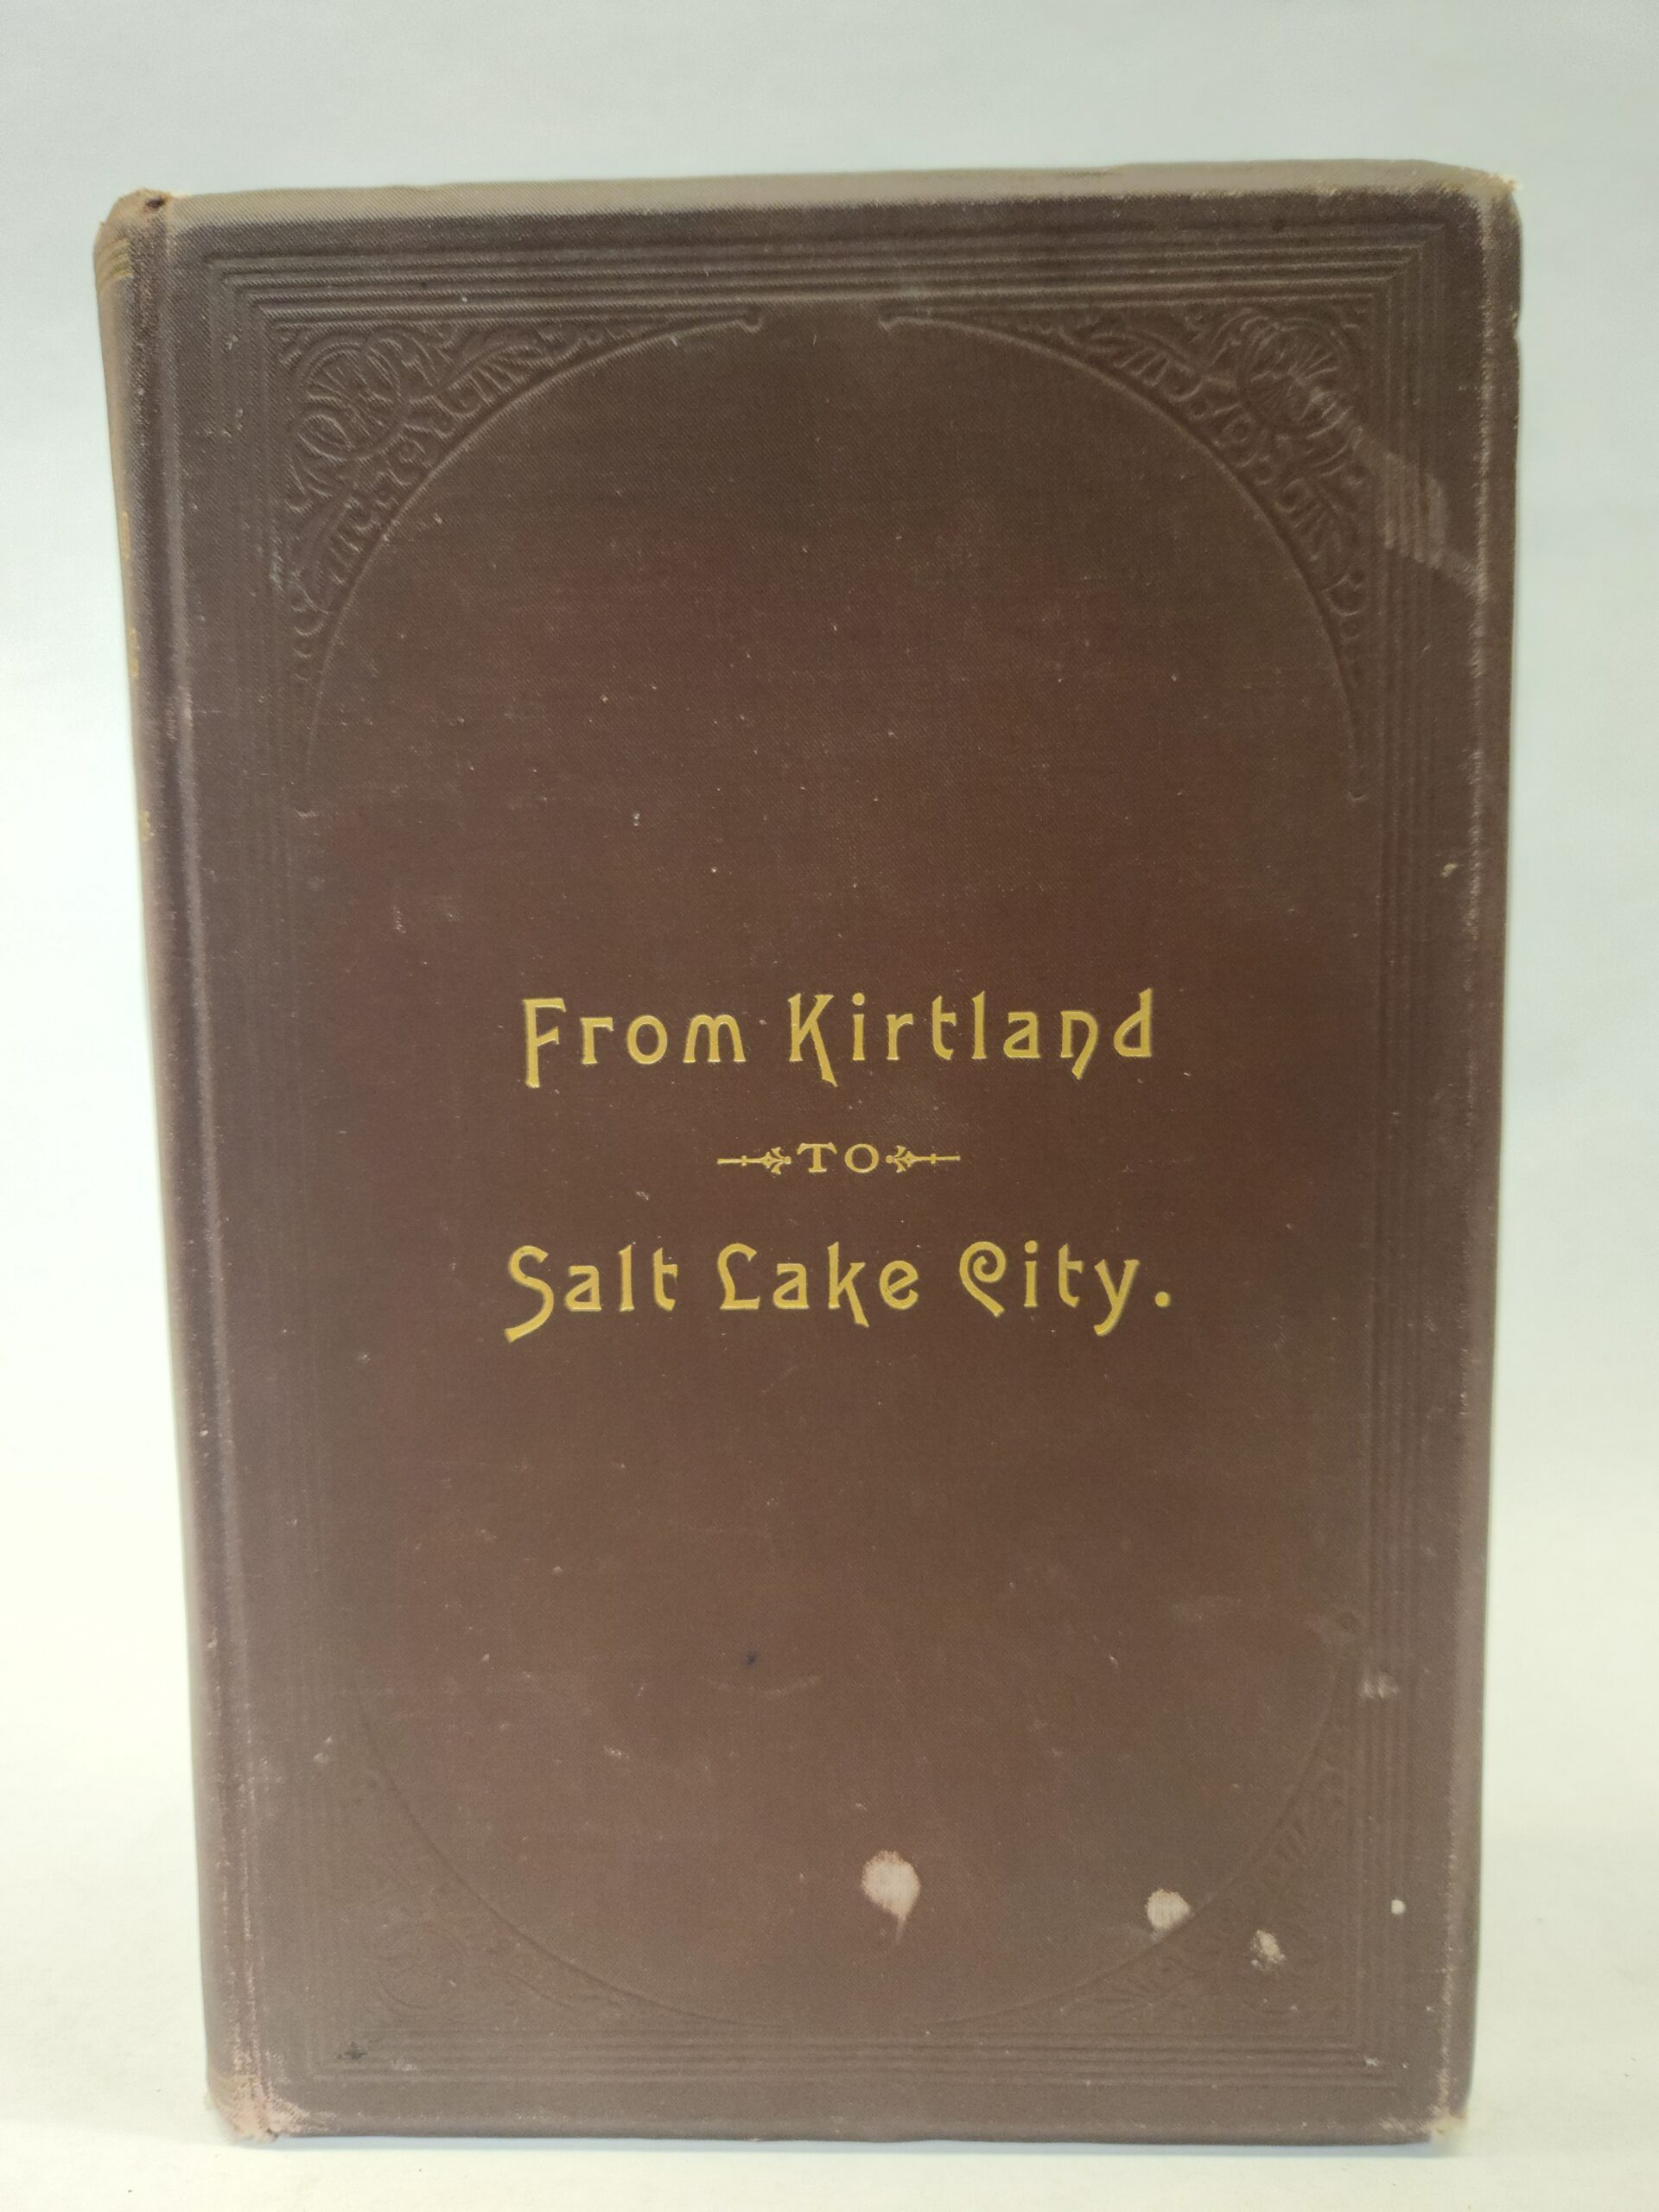 From Kirtland
TO
Salt Lake City.